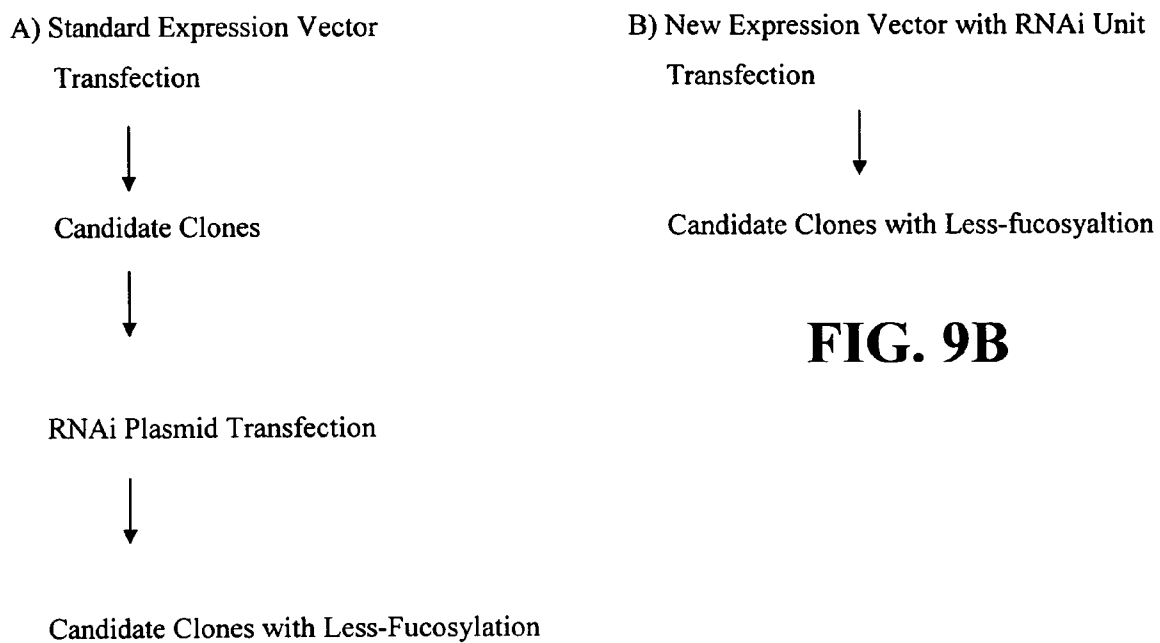 A) Standard Expression Vector
Transfection
Candidate Clones
RNAi Plasmid Transfection
Candidate Clones with Less-Fucosylation
B) New Expression Vector with RNAi Unit
Transfection
Candidate Clones with Less-fucosyaltion
FIG. 9B